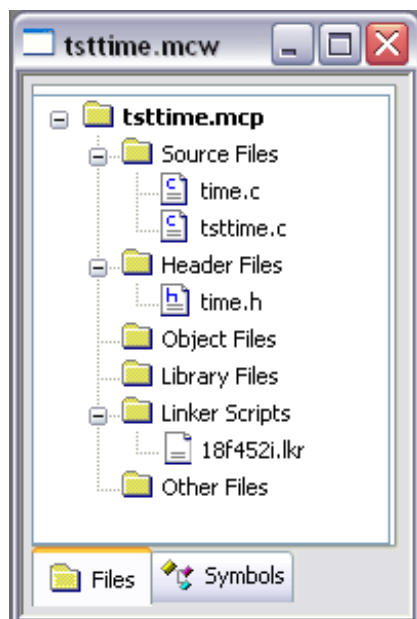 tsttime.mcw
tsttime.mcp
Source Files
time.c
tsttime.c
Header Files
time.h
Object Files
Library Files
Linker Scripts
18f452i.lkr
Other Files
Files Symbols